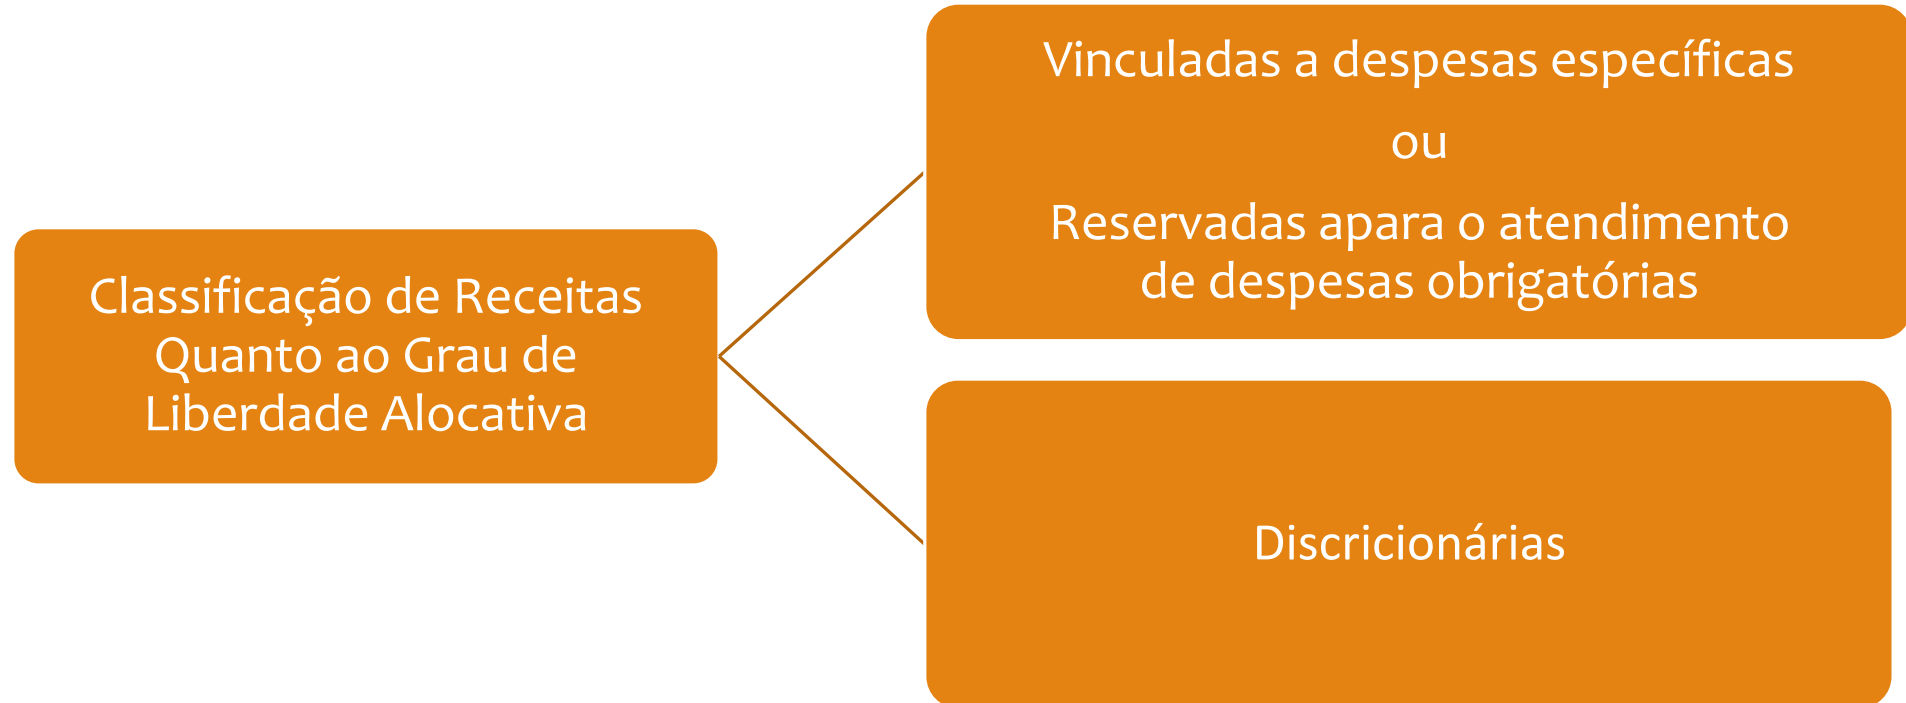 Classificação de Receitas
Quanto ao Grau de
Liberdade Alocativa
Vinculadas a despesas específicas
ou
Reservadas apara o atendimento
de despesas obrigatórias
Discricionárias